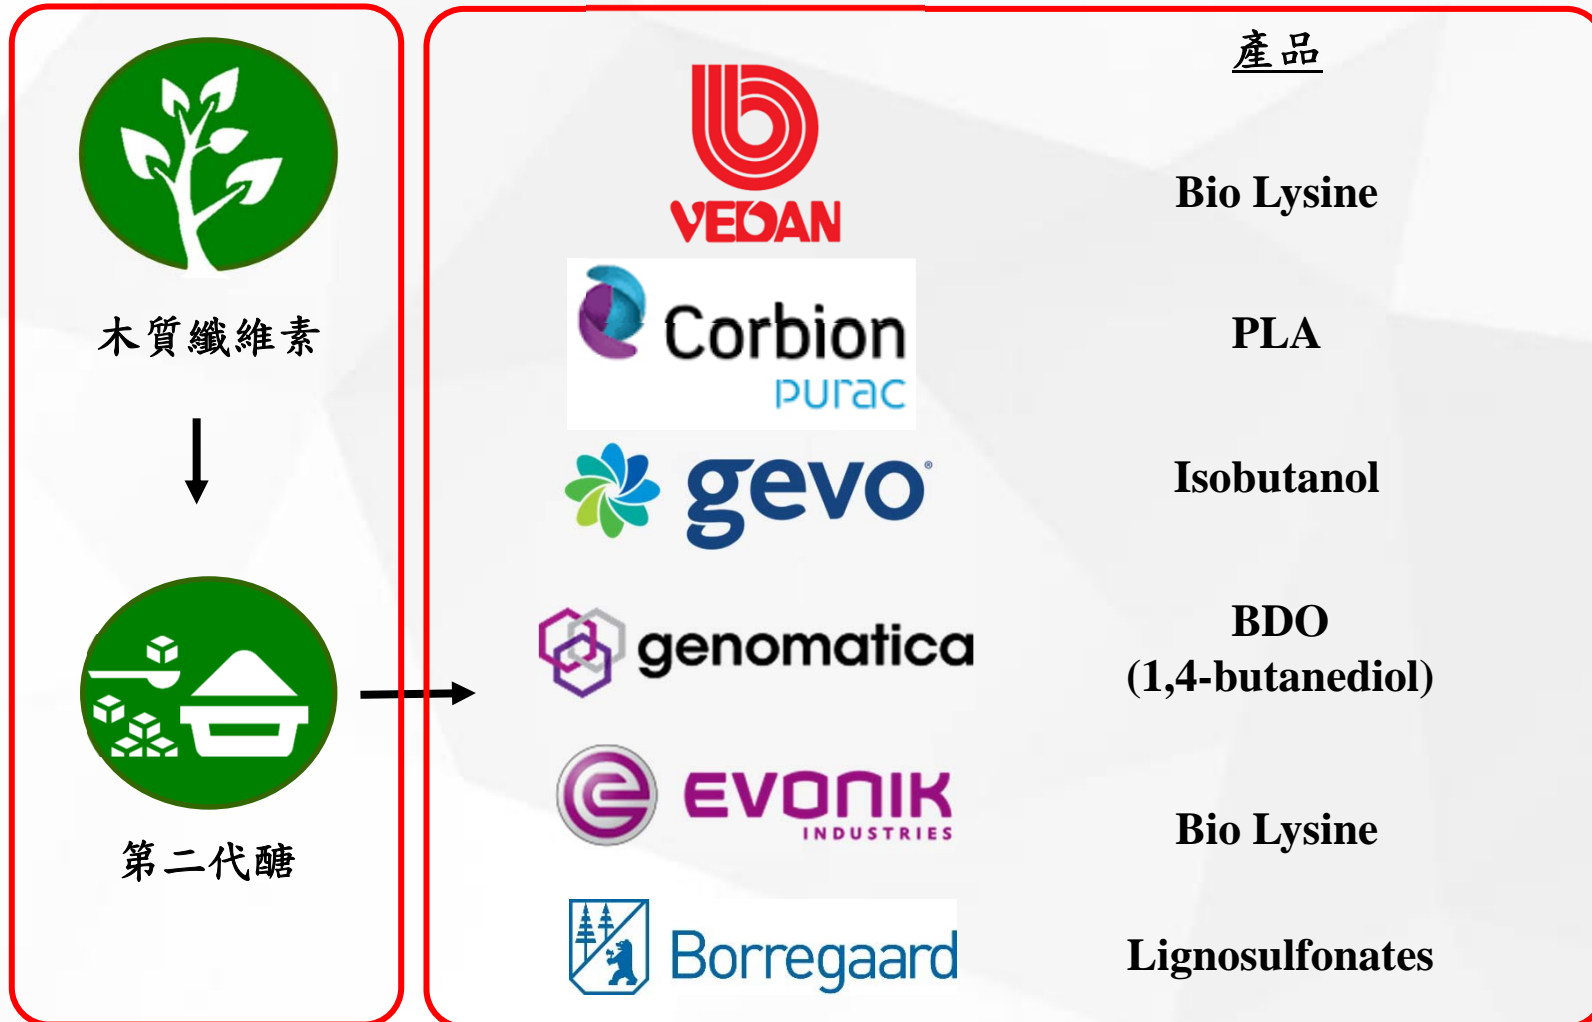 木質纖維素
第二代醣
產品
VEDAN
Bio Lysine
Corbion
purac
PLA
gevo®
Isobutanol
genomatica
BDO
(1,4-butanediol)
EVONIK
INDUSTRIES
Bio Lysine
Borregaard
Lignosulfonates